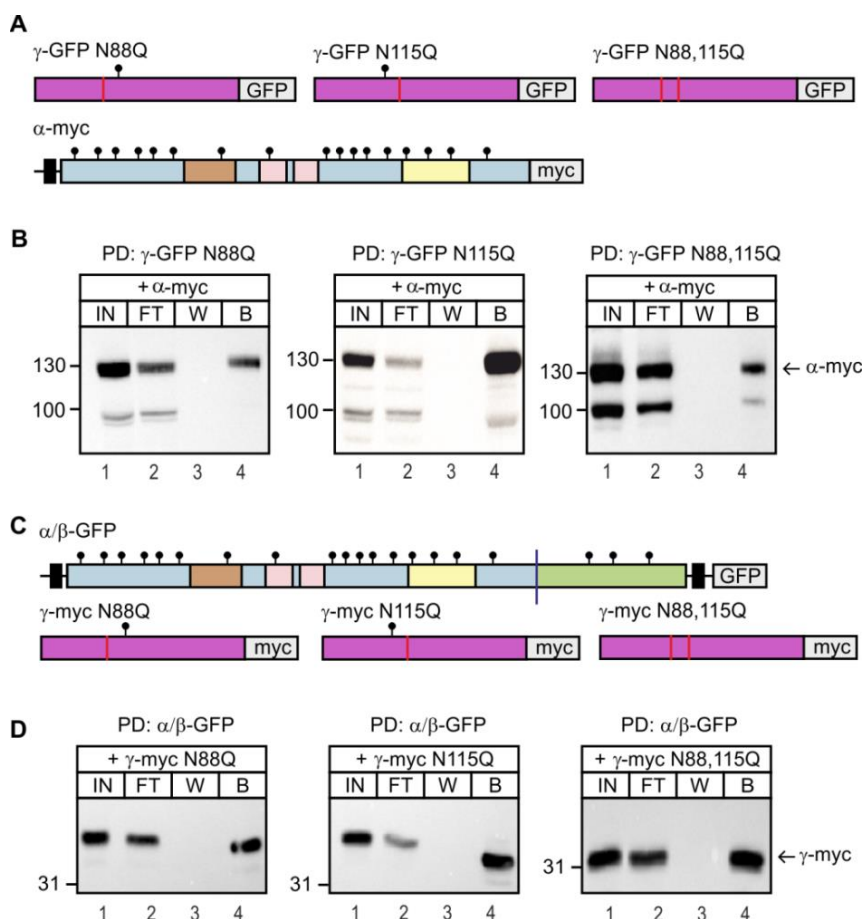 A
γ-GFP N88Q γ-GFP N115Q γ-GFP N88,115Q
GFP GFP GFP
α-myc
myc
B
PD: γ-GFP N88Q PD: γ-GFP N115Q PD: γ-GFP N88,115Q
+ α-myc + α-myc + α-myc
IN FT W B IN FT W B IN FT W B
130 130 130 ← α-myc
100 100 100
1 2 3 4 1 2 3 4 1 2 3 4
C
α/β-GFP
GFP
γ-myc N88Q γ-myc N115Q γ-myc N88,115Q
myc myc myc
D
PD: α/β-GFP PD: α/β-GFP PD: α/β-GFP
+ γ-myc N88Q + γ-myc N115Q + γ-myc N88,115Q
IN FT W B IN FT W B IN FT W B
31 31 31 ← γ-myc
1 2 3 4 1 2 3 4 1 2 3 4